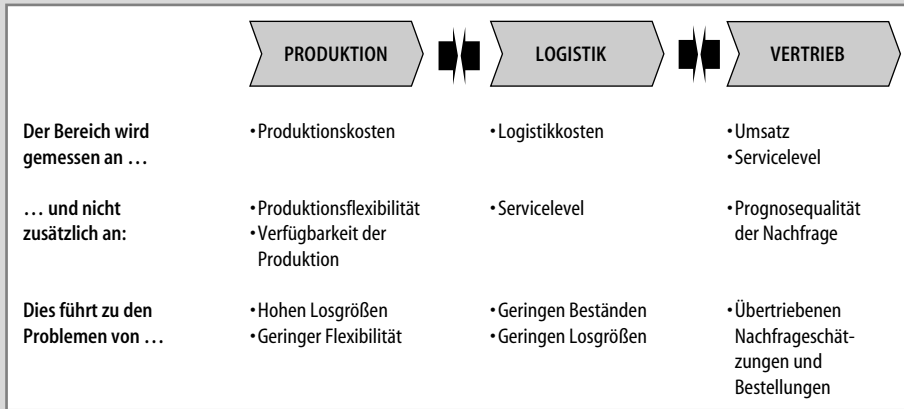 PRODUKTION
LOGISTIK
VERTRIEB
Der Bereich wird
gemessen an …
• Produktionskosten
• Logistikkosten
• Umsatz
• Servicelevel
… und nicht
zusätzlich an:
• Produktionsflexibilität
• Verfügbarkeit der
Produktion
• Servicelevel
• Prognosequalität
der Nachfrage
Dies führt zu den
Problemen von …
• Hohen Losgrößen
• Geringer Flexibilität
• Geringen Beständen
• Geringen Losgrößen
• Übertriebenen
Nachfrageschät-
zungen und
Bestellungen